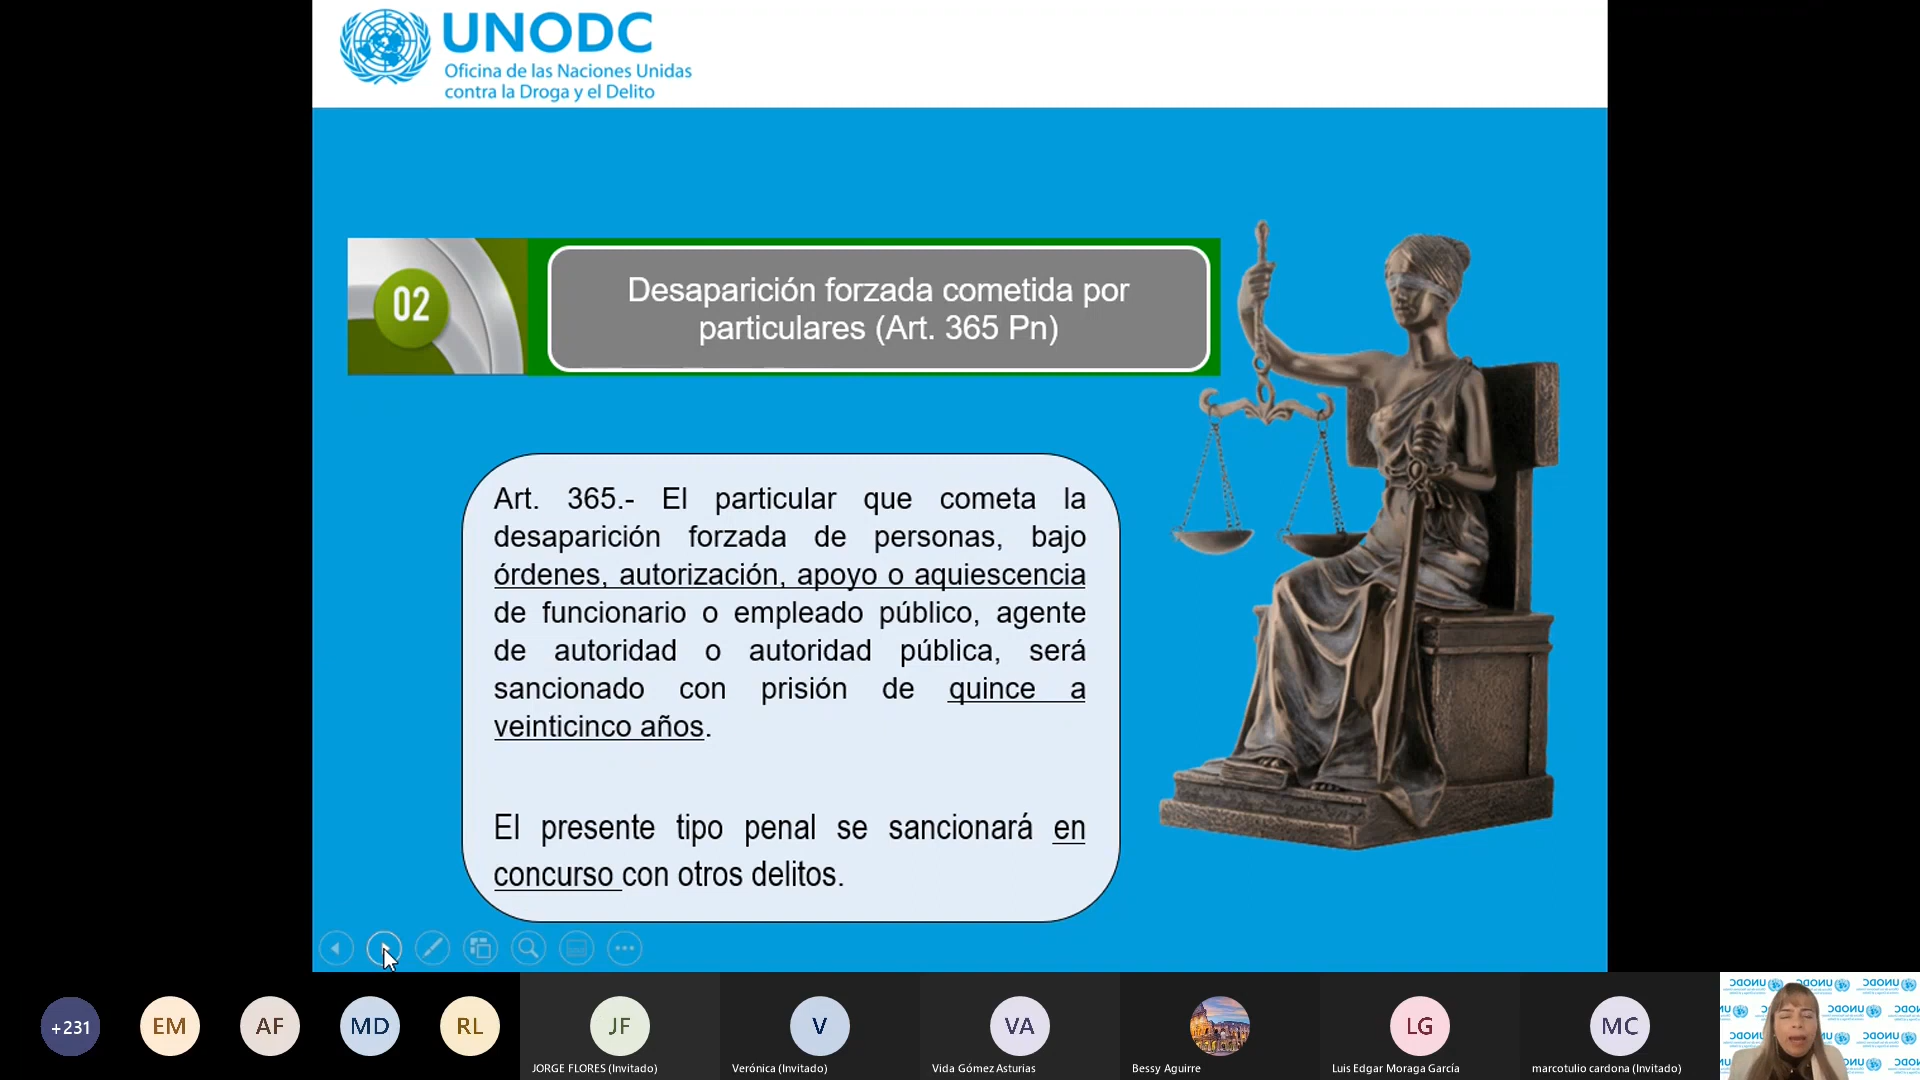 UNODC
Oficina de las Naciones Unidas
contra la Droga y el Delito
02
Desaparición forzada cometida por
particulares (Art. 365 Pn)
Art. 365.- El particular que cometa la
desaparición forzada de personas, bajo
órdenes, autorización, apoyo o aquiescencia
de funcionario o empleado público, agente
de autoridad o autoridad pública, será
sancionado con prisión de quince a
veinticinco años.
El presente tipo penal se sancionará en
concurso con otros delitos.
+231
EM
AF
MD
RL
JF
V
VA
LG
MC
JORGE FLORES (Invitado)
Verónica (Invitado)
Vida Gómez Asturias
Bessy Aguirre
Luis Edgar Moraga García
marcotulio cardona (Invitado)